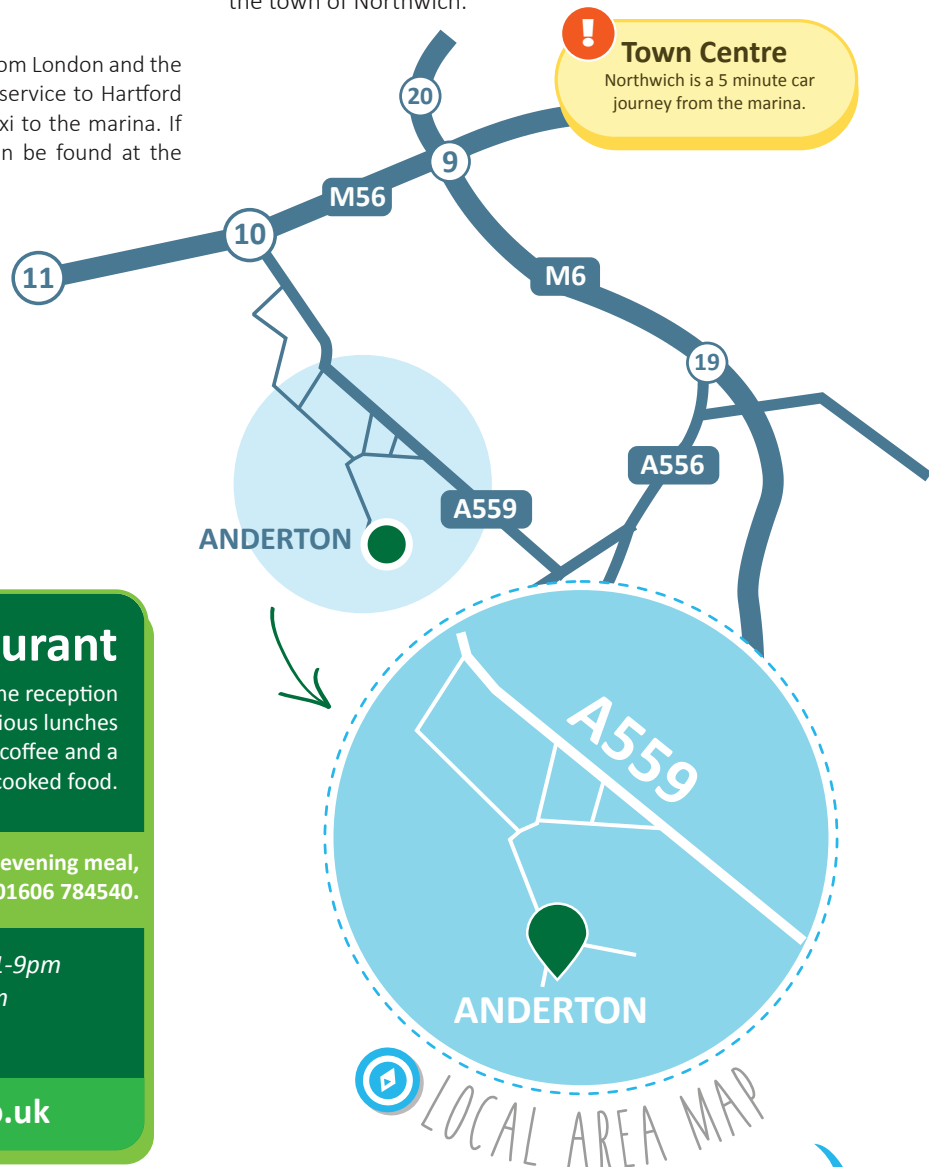 the town of Northwich.
om London and the
service to Hartford
xi to the marina. If
n be found at the
!
Town Centre
Northwich is a 5 minute car
journey from the marina.
20
9
M56
10
11
M6
19
A556
A559
ANDERTON
urant
ne reception
ious lunches
coffee and a
cooked food.
evening meal,
01606 784540.
-9pm
o.uk
A559
ANDERTON
LOCAL AREA MAP